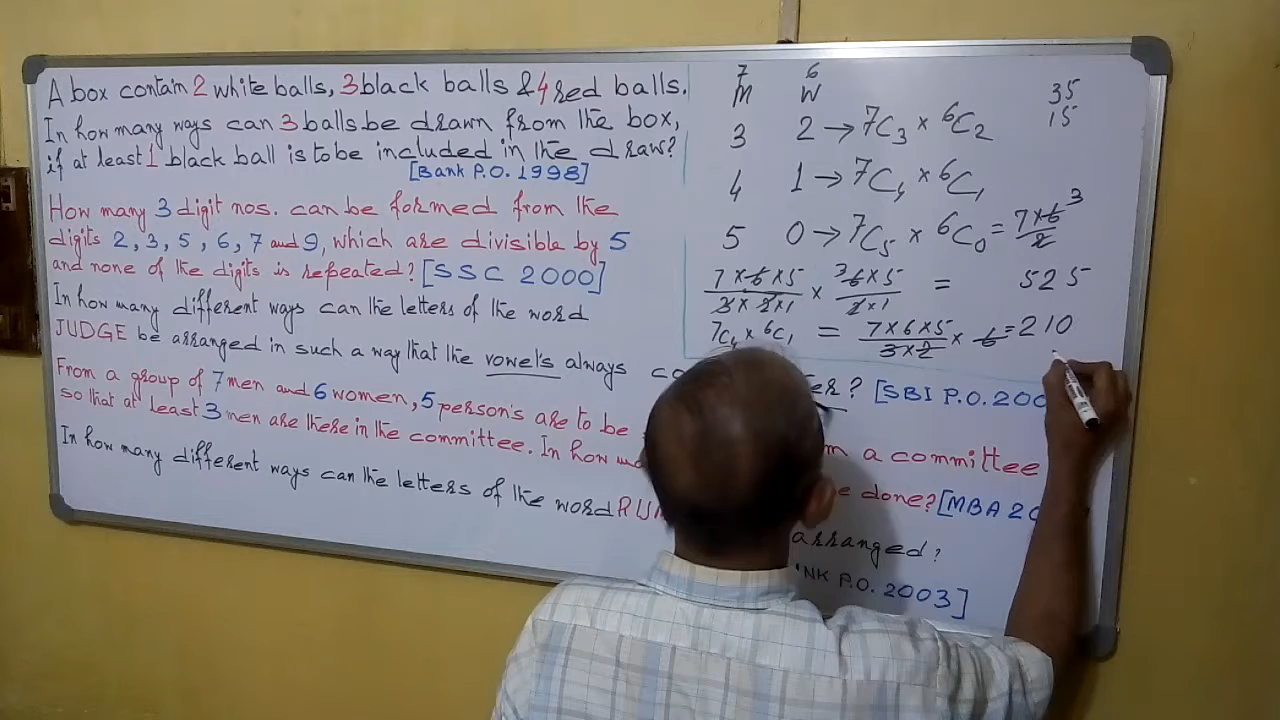 A box contain 2 white balls, 3 black balls & 4 red balls.
In how many ways can 3 balls be drawn from the box,
if at least 1 black ball is to be included in the draw?
[Bank P.O. 1998]
How many 3 digit nos. can be formed from the
digits 2, 3, 5, 6, 7 and 9, which are divisible by 5
and none of the digits is repeated? [SSC 2000]
In how many different ways can the letters of the word
JUDGE be arranged in such a way that the vowel's always
? [SBI P.O. 200
From a group of 7 men and 6 women, 5 person's are to be
a committee
so that at least 3 men are there in the committee. In how
be done? [MBA 20
In how many different ways can the letters of the word
arranged?
P.O. 2003]
7 6
M W
3 2 → 7C3 × 6C2
4 1 → 7C4 × 6C1
5 0 → 7C5 × 6C0 = 7×6/2 3
7×6×5/3×2×1 × 3 6×5/2×1 = 525
7C4 × 6C1 = 7×6×5/3×2 × 6 = 210
35
15